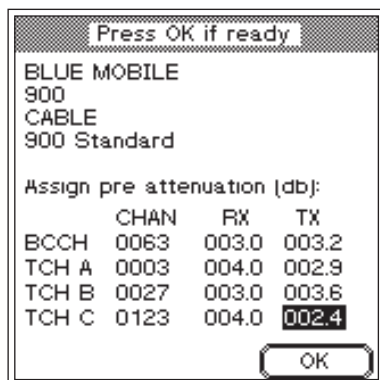 Press OK if ready
BLUE MOBILE
900
CABLE
900 Standard
Assign pre attenuation (db):
CHAN RX TX
BCCH 0063 003.0 003.2
TCH A 0003 004.0 002.9
TCH B 0027 003.0 003.6
TCH C 0123 004.0 002.4
OK